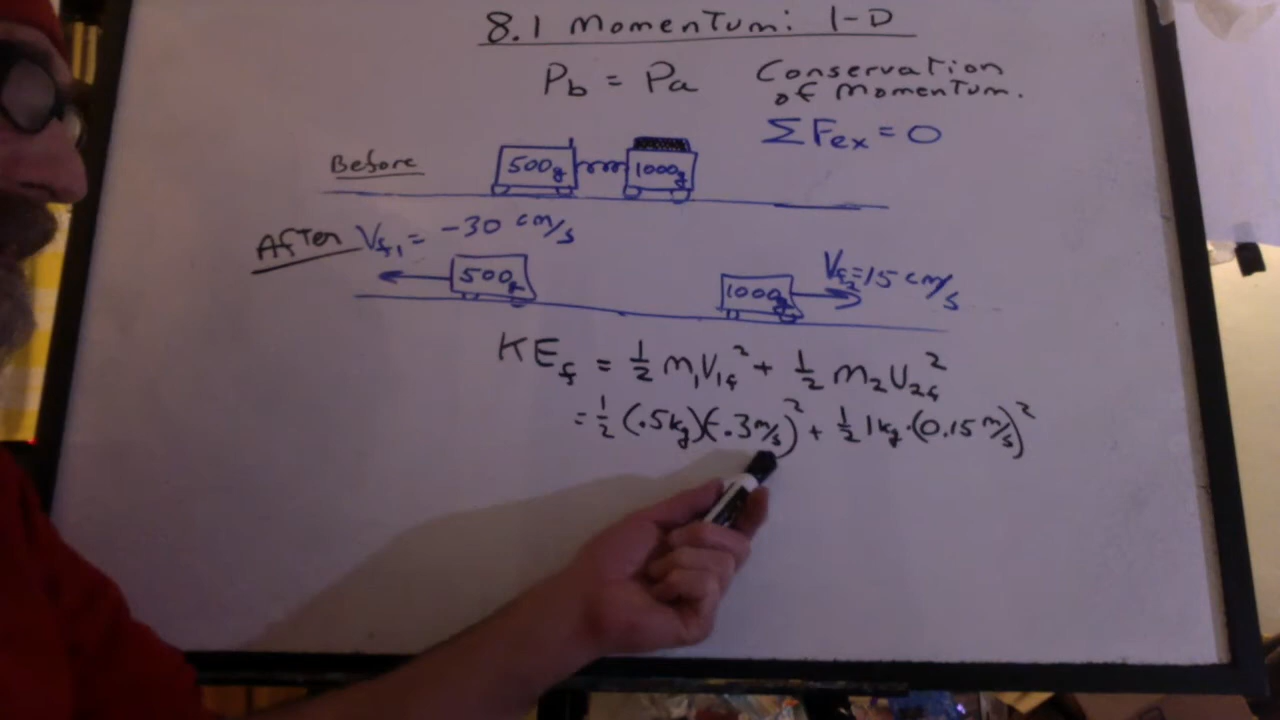 8.1 Momentum: 1-D
Pb = Pa Conservation of Momentum.
ΣFex = 0
Before 500g 1000g
After Vf₁ = -30 cm/s
500g 1000g Vf₂=15 cm/s
KEf = ½ m₁V₁f² + ½ m₂V₂f²
= ½ (.5kg)(-.3m/s)² + ½ 1kg·(0.15 m/s)²